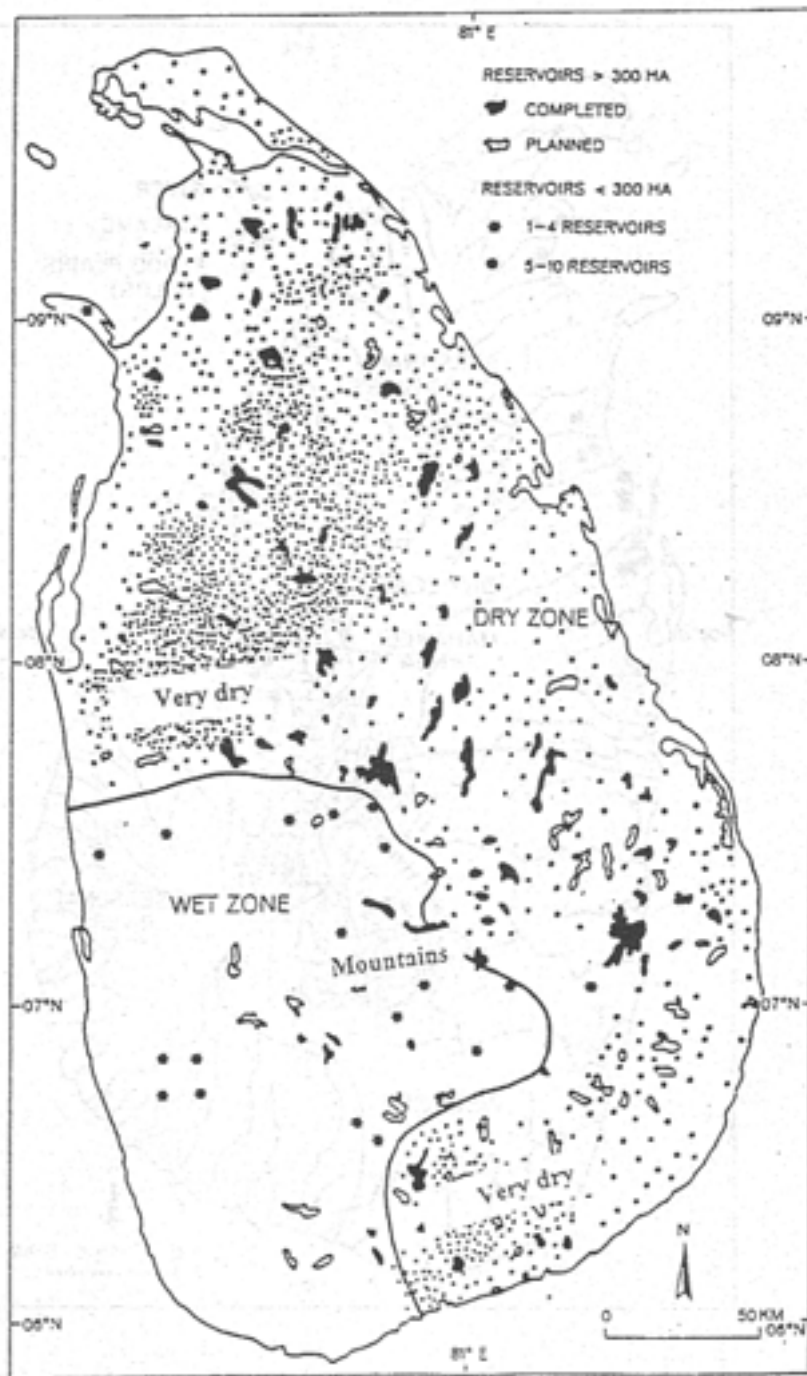 81° E
RESERVOIRS > 300 HA
COMPLETED
PLANNED
RESERVOIRS < 300 HA
1-4 RESERVOIRS
5-10 RESERVOIRS
09°N
09°N
DRY ZONE
08°N
08°N
Very dry
WET ZONE
Mountains
07°N
07°N
Very dry
N
0 50 KM
06°N
06°N
81° E